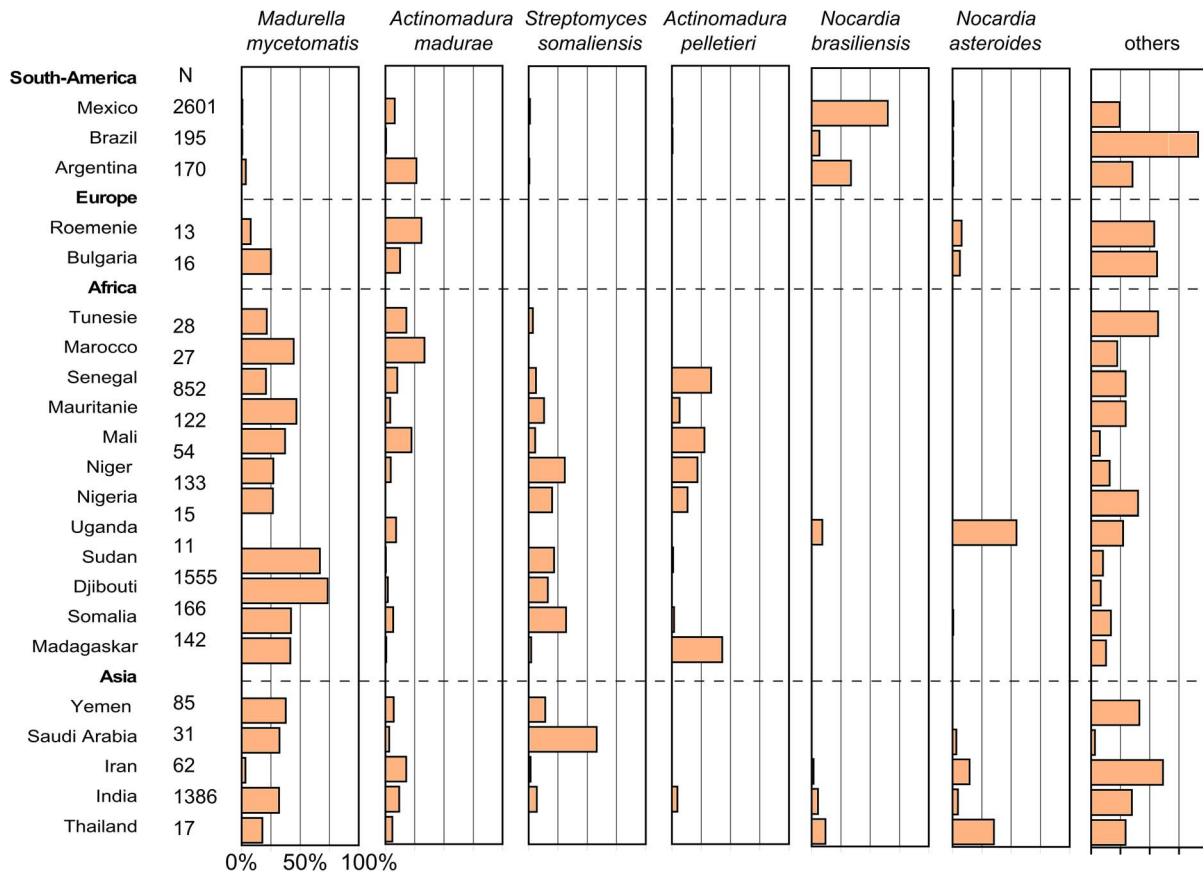 Madurella Actinomadura Streptomyces Actinomadura Nocardia Nocardia
mycetomatis madurae somaliensis pelletieri brasiliensis asteroides others
South-America N
Mexico 2601
Brazil 195
Argentina 170
Europe
Roemenie 13
Bulgaria 16
Africa
Tunesie 28
Marocco 27
Senegal 852
Mauritanie 122
Mali 54
Niger 133
Nigeria 15
Uganda 11
Sudan 1555
Djibouti 166
Somalia 142
Madagaskar
Asia
Yemen 85
Saudi Arabia 31
Iran 62
India 1386
Thailand 17
0% 50% 100%